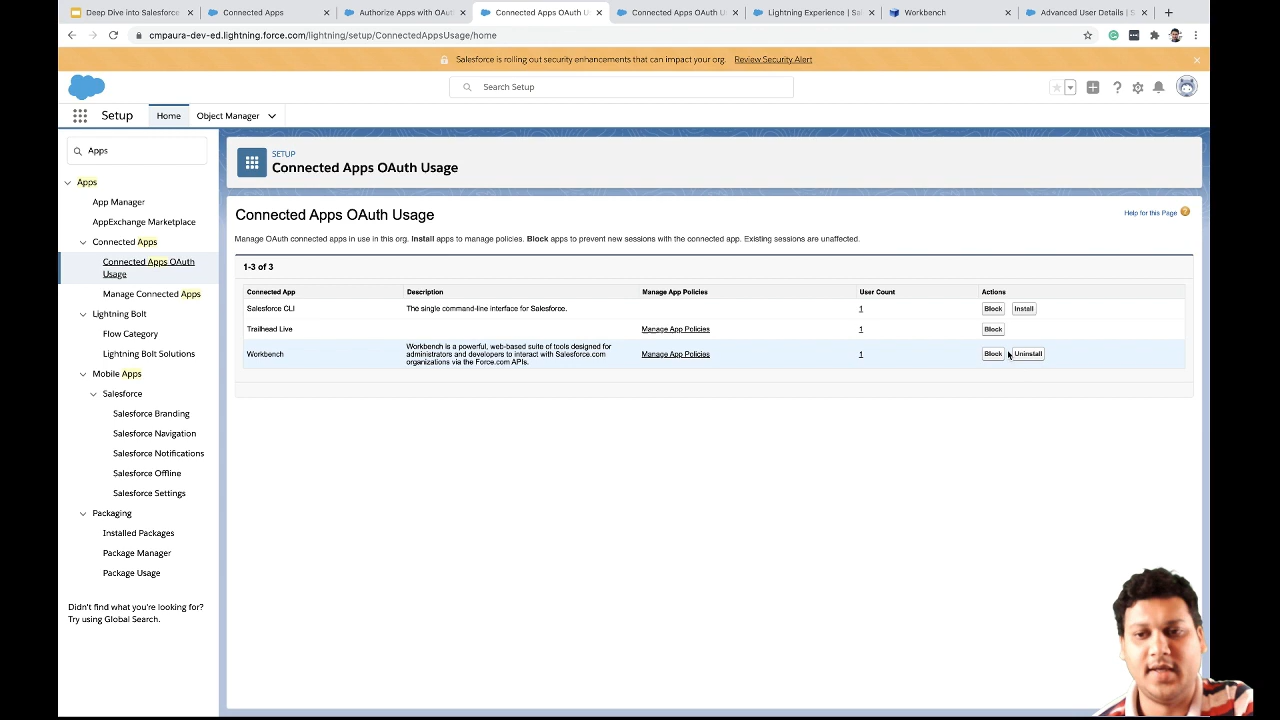 Deep Dive into Salesforce
Connected Apps
Authorize Apps with OAut
Connected Apps OAuth U
Connected Apps OAuth U
Lightning Experience | Sal
Workbench
Advanced User Details | S
cmpaura-dev-ed.lightning.force.com/lightning/setup/ConnectedAppsUsage/home
Salesforce is rolling out security enhancements that can impact your org. Review Security Alert
Search Setup
Setup
Home
Object Manager
Apps
Apps
App Manager
AppExchange Marketplace
Connected Apps
Connected Apps OAuth
Usage
Manage Connected Apps
Lightning Bolt
Flow Category
Lightning Bolt Solutions
Mobile Apps
Salesforce
Salesforce Branding
Salesforce Navigation
Salesforce Notifications
Salesforce Offline
Salesforce Settings
Packaging
Installed Packages
Package Manager
Package Usage
Didn't find what you're looking for?
Try using Global Search.
SETUP
Connected Apps OAuth Usage
Connected Apps OAuth Usage
Help for this Page
Manage OAuth connected apps in use in this org. Install apps to manage policies. Block apps to prevent new sessions with the connected app. Existing sessions are unaffected.
1-3 of 3
Connected App Description Manage App Policies User Count Actions
Salesforce CLI The single command-line interface for Salesforce. 1 Block Install
Trailhead Live Manage App Policies 1 Block
Workbench Workbench is a powerful, web-based suite of tools designed for
administrators and developers to interact with Salesforce.com
organizations via the Force.com APIs. Manage App Policies 1 Block Uninstall